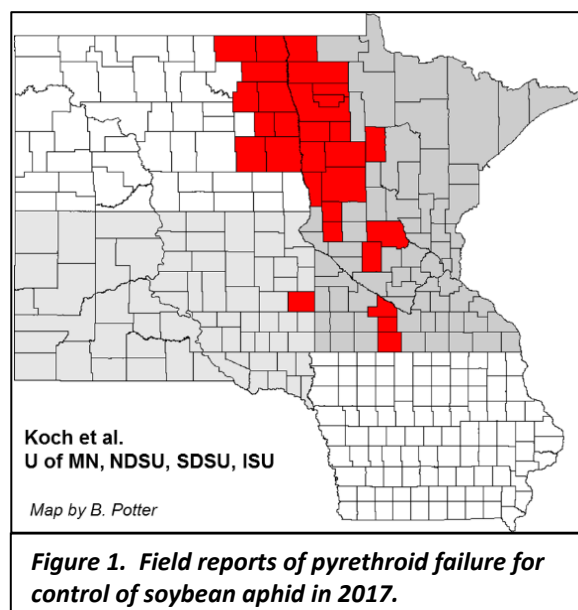 Koch et al.
U of MN, NDSU, SDSU, ISU
Map by B. Potter
Figure 1. Field reports of pyrethroid failure for
control of soybean aphid in 2017.